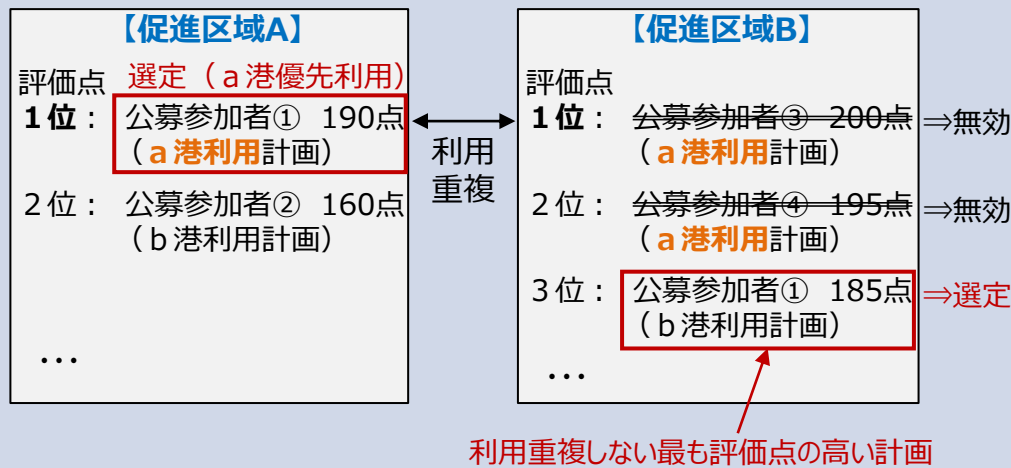 【促進区域A】
評価点
選定（a港優先利用）
1位：
公募参加者① 190点
（a港利用計画）
2位：
公募参加者② 160点
（b港利用計画）
…
利用
重複
【促進区域B】
評価点
1位：
公募参加者③ 200点
⇒無効
（a港利用計画）
2位：
公募参加者④ 195点
⇒無効
（a港利用計画）
3位：
公募参加者① 185点
⇒選定
（b港利用計画）
…
利用重複しない最も評価点の高い計画